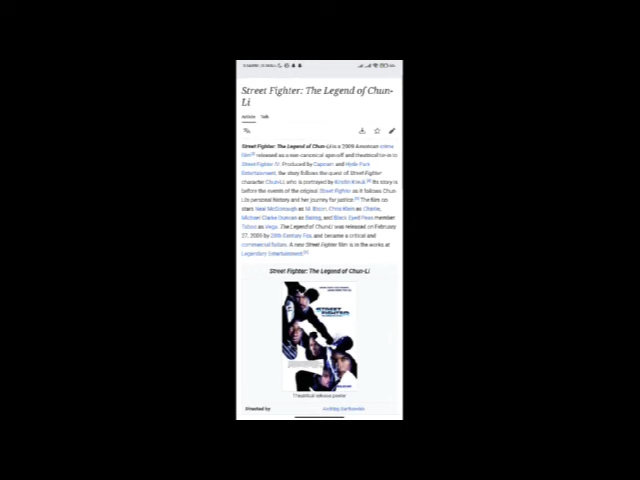 Street Fighter: The Legend of Chun-
Li
Article Talk
Street Fighter: The Legend of Chun-Li is a 2009 American crime
film released as a non-canonical spin-off and theatrical tie-in to
Street Fighter IV. Produced by Capcom and Hyde Park
Entertainment, the story follows the quest of Street Fighter
character Chun-Li, who is portrayed by Kristin Kreuk. Its story is
before the events of the original Street Fighter as it follows Chun-
Li's personal history and her journey for justice. The film co-
stars Neal McDonough as M. Bison, Chris Klein as Charlie,
Michael Clarke Duncan as Balrog, and Black Eyed Peas member
Taboo as Vega. The Legend of Chun-Li was released on February
27, 2009 by 20th Century Fox, and became a critical and
commercial failure. A new Street Fighter film is in the works at
Legendary Entertainment.
Street Fighter: The Legend of Chun-Li
STREET
FIGHTER
Theatrical release poster
Directed by Andrzej Bartkowiak